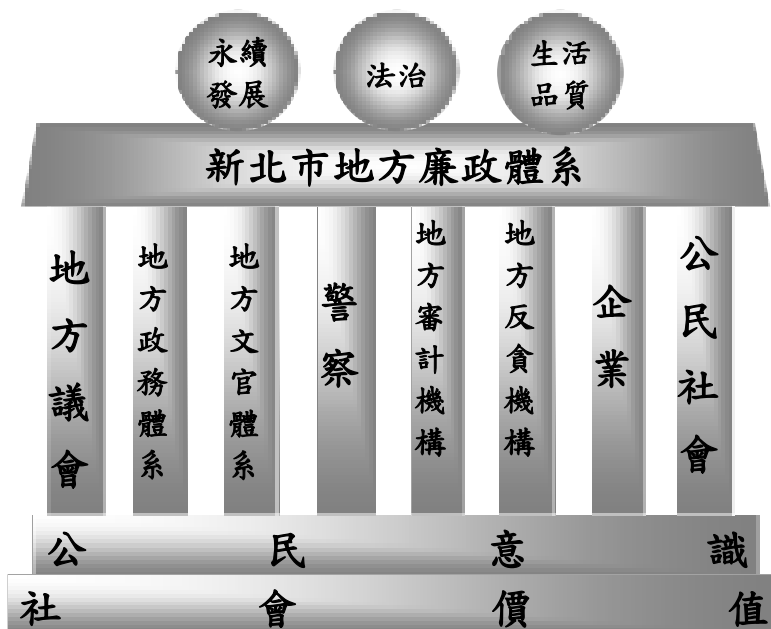 永續
發展
法治
生活
品質
新北市地方廉政體系
地方議會
地方政務體系
地方文官體系
警察
地方審計機構
地方反貪機構
企業
公民社會
公民意識
社會價值